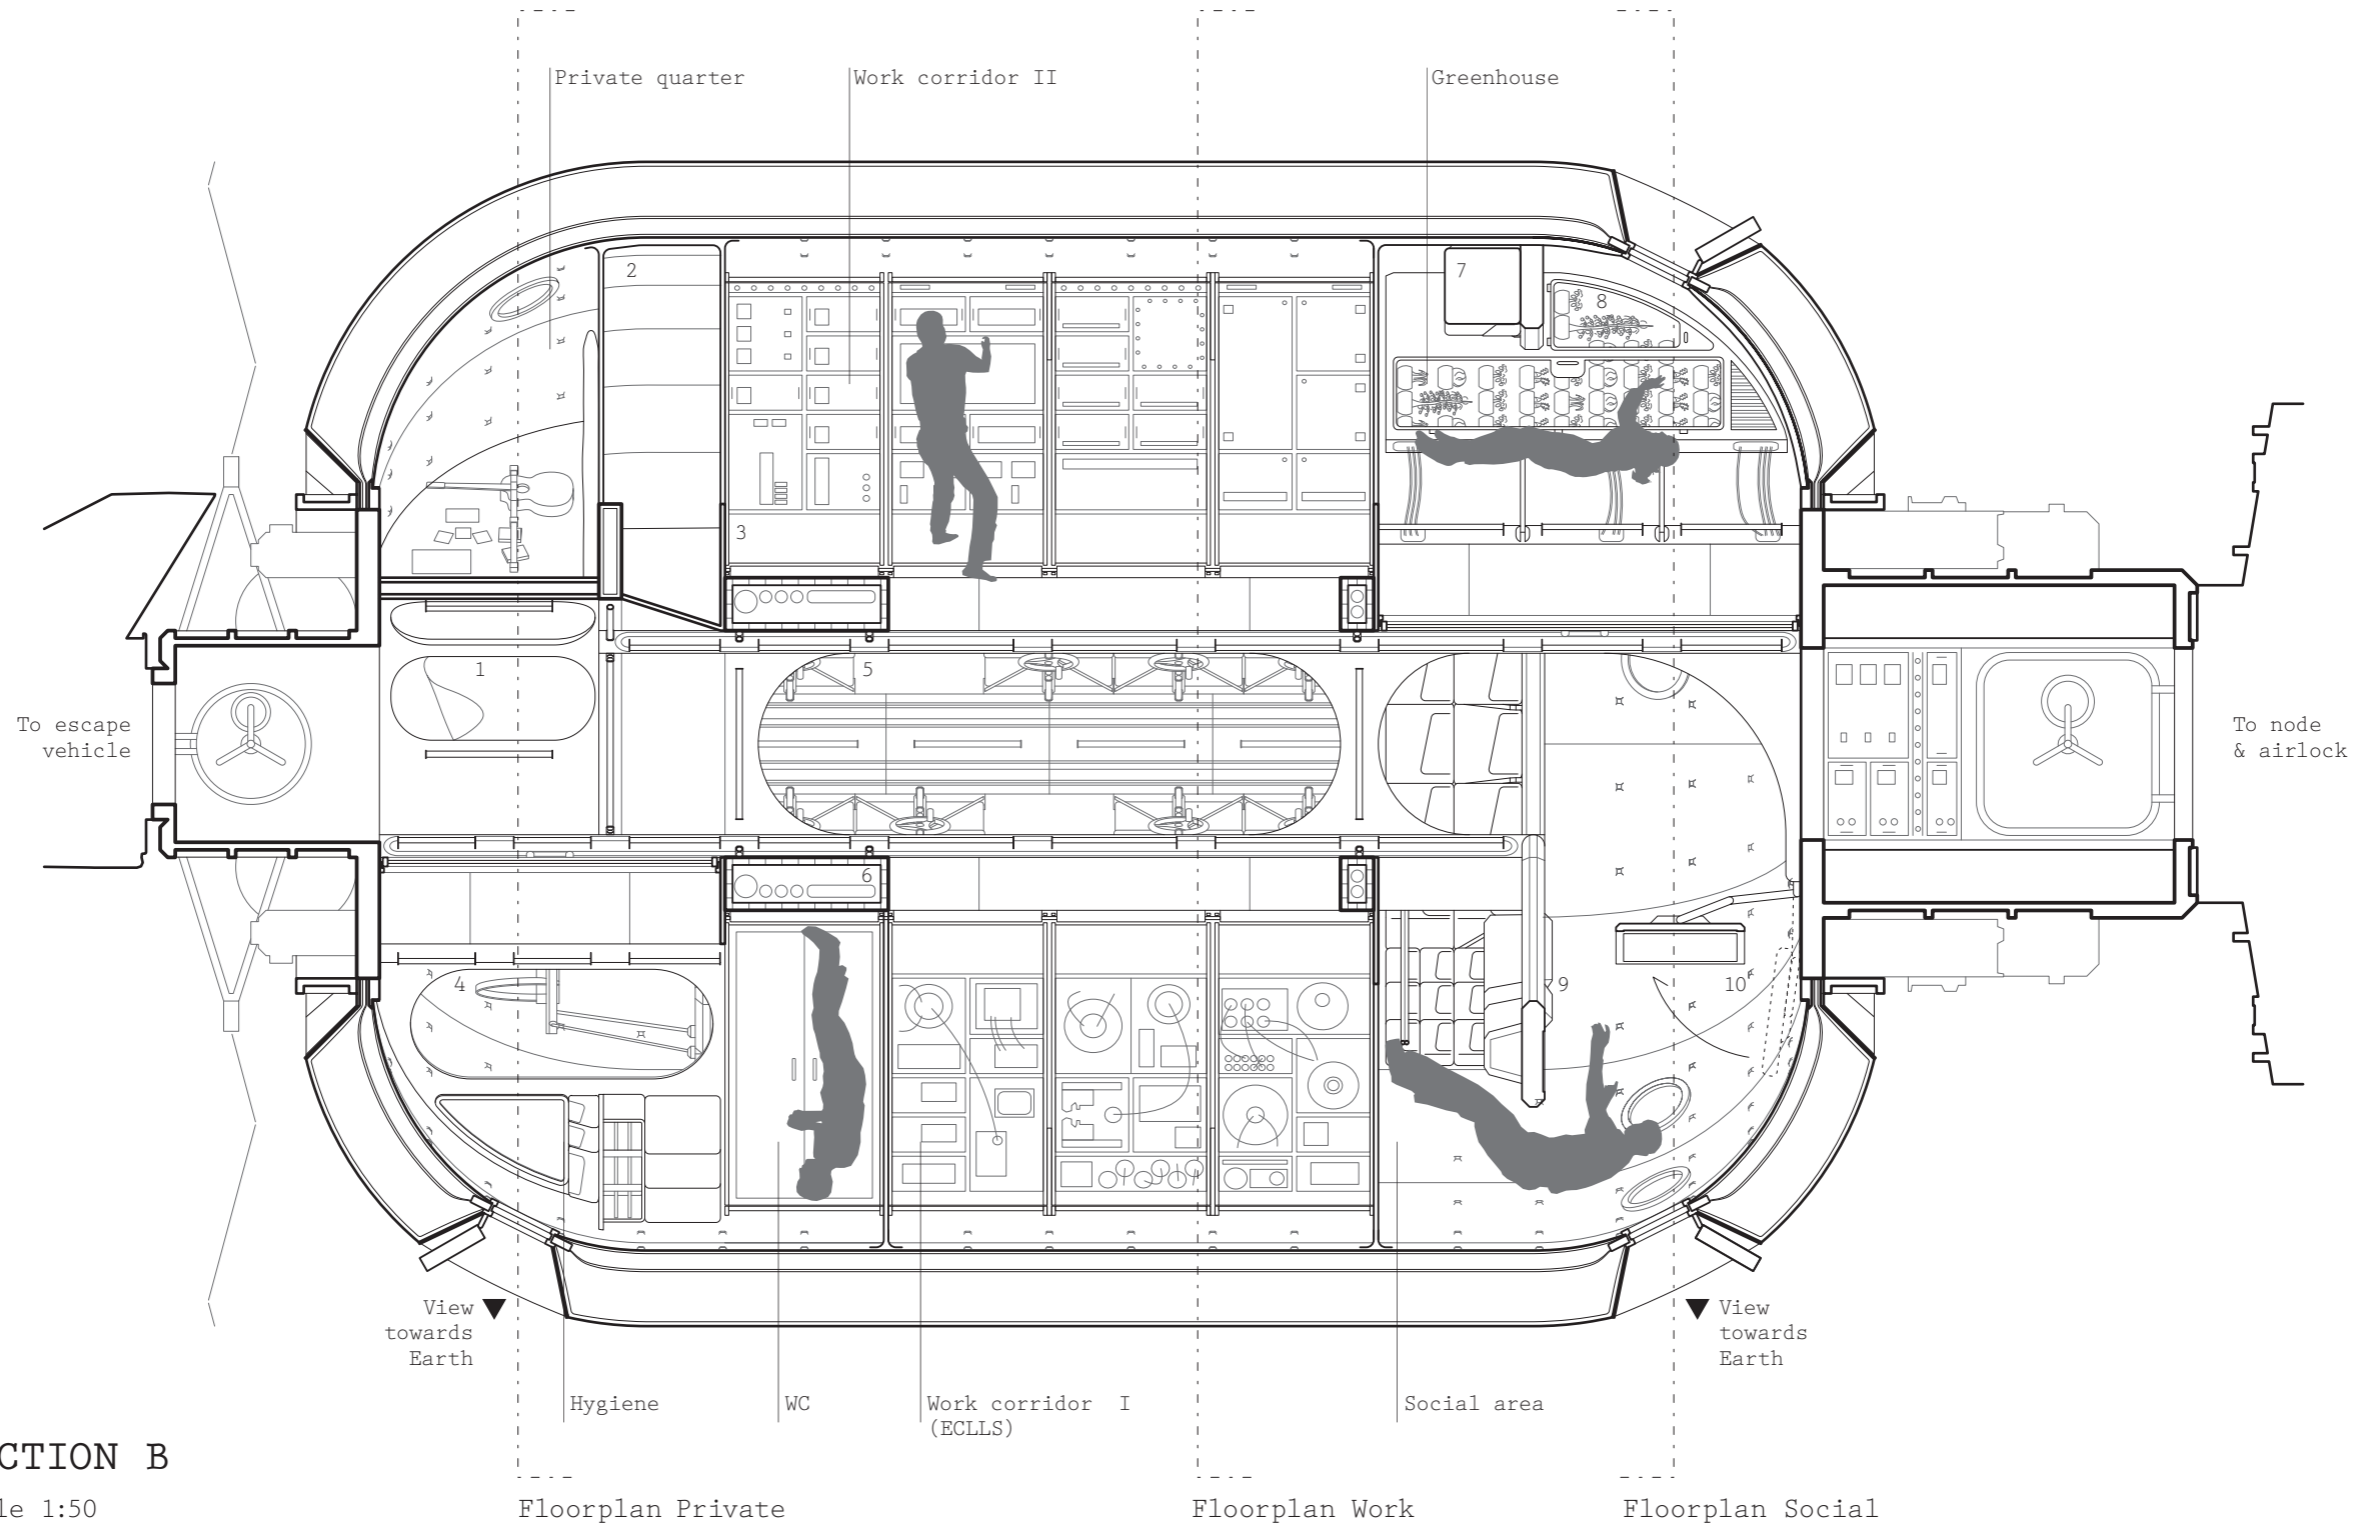 Private quarter
Work corridor II
Greenhouse
2
7
8
3
1
5
To escape
vehicle
To node
& airlock
6
4
9
10
View
towards
Earth
View
towards
Earth
Hygiene
WC
Work corridor I
(ECLLS)
Social area
CTION B
le 1:50
Floorplan Private
Floorplan Work
Floorplan Social